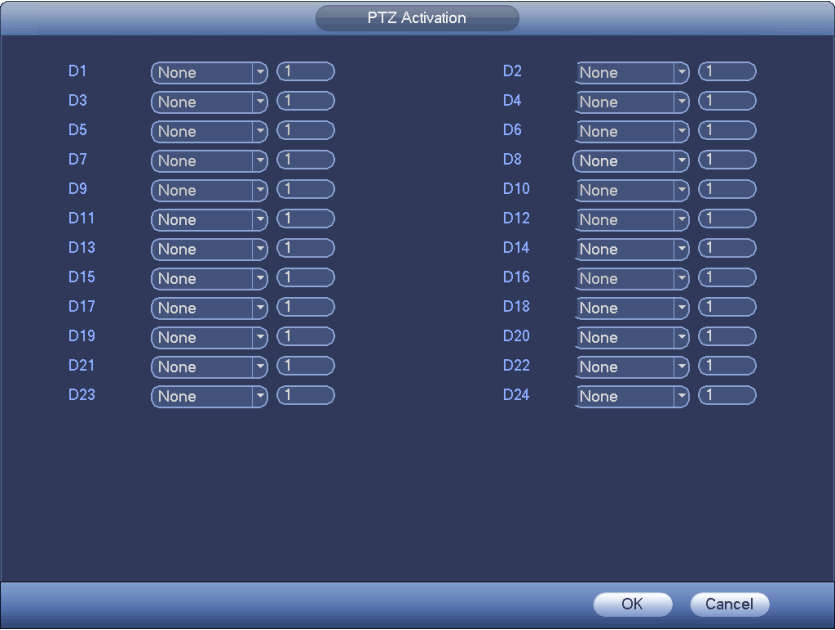 PTZ Activation
D1 None 1 D2 None 1
D3 None 1 D4 None 1
D5 None 1 D6 None 1
D7 None 1 D8 None 1
D9 None 1 D10 None 1
D11 None 1 D12 None 1
D13 None 1 D14 None 1
D15 None 1 D16 None 1
D17 None 1 D18 None 1
D19 None 1 D20 None 1
D21 None 1 D22 None 1
D23 None 1 D24 None 1
OK Cancel